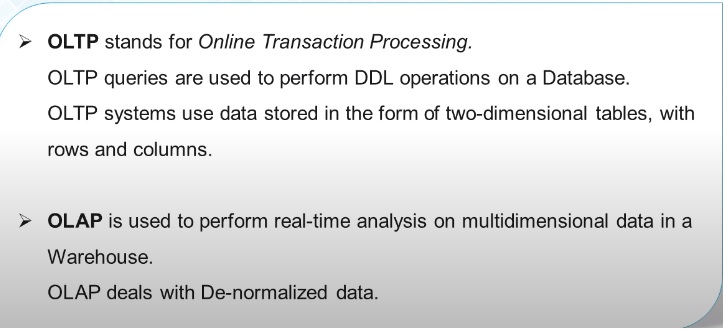 ➢ OLTP stands for Online Transaction Processing.
OLTP queries are used to perform DDL operations on a Database.
OLTP systems use data stored in the form of two-dimensional tables, with
rows and columns.
➢ OLAP is used to perform real-time analysis on multidimensional data in a
Warehouse.
OLAP deals with De-normalized data.